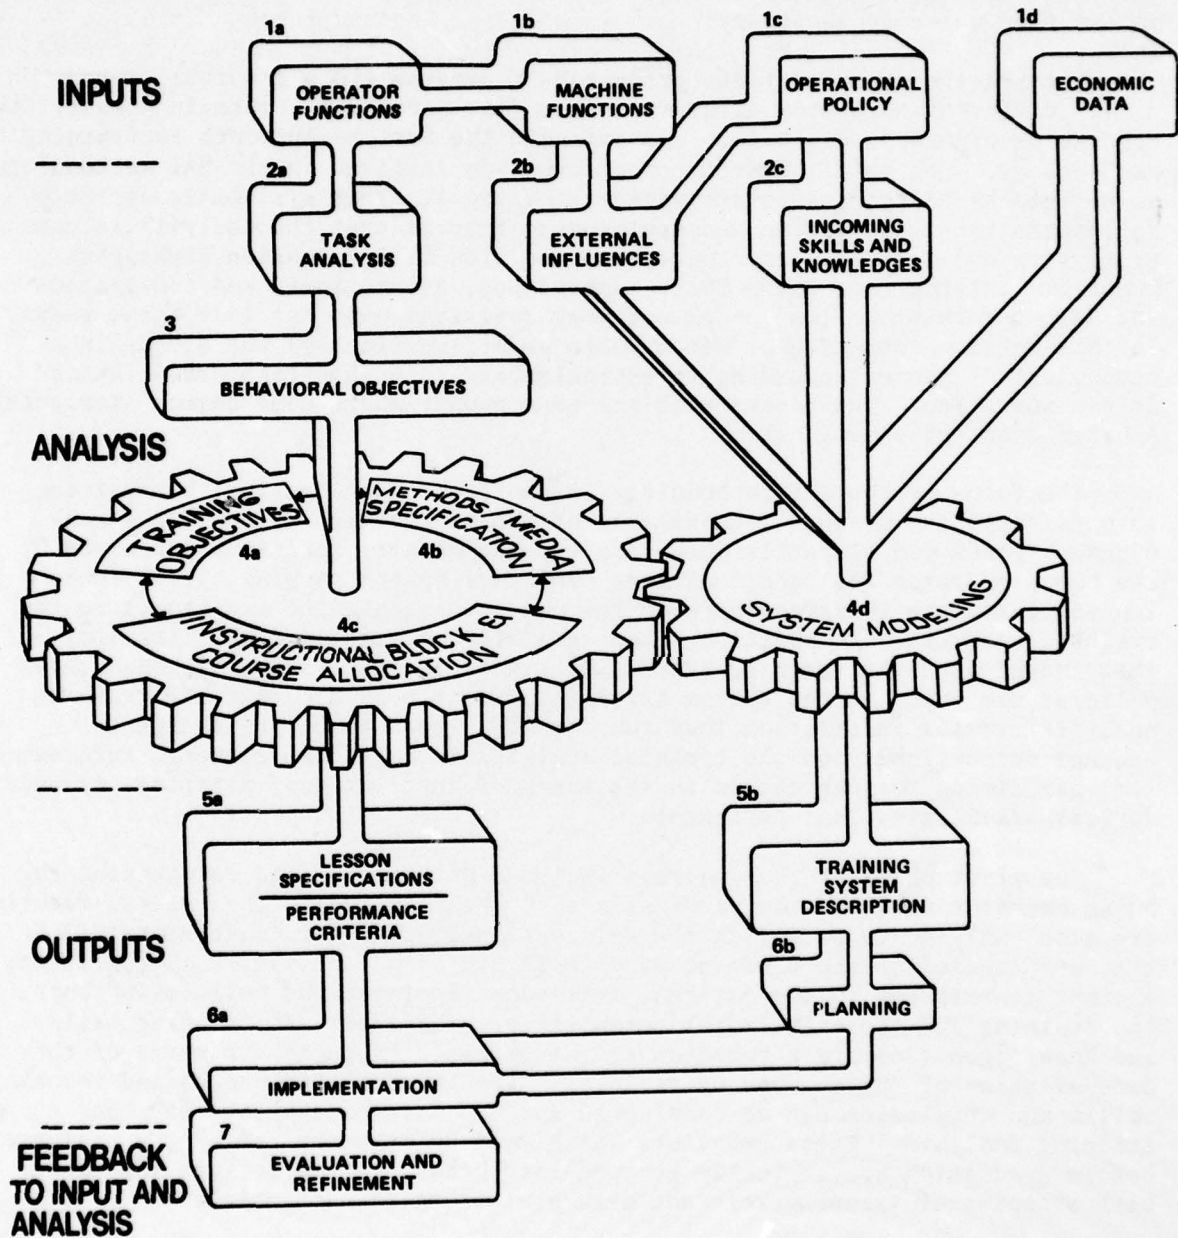 1a
1b
1c
1d
INPUTS
OPERATOR
FUNCTIONS
MACHINE
FUNCTIONS
OPERATIONAL
POLICY
ECONOMIC
DATA
2a
2b
2c
TASK
ANALYSIS
EXTERNAL
INFLUENCES
INCOMING
SKILLS AND
KNOWLEDGES
3
BEHAVIORAL OBJECTIVES
ANALYSIS
TRAINING
OBJECTIVES
4a
METHODS/MEDIA
SPECIFICATION
4b
4c
INSTRUCTIONAL BLOCK &
COURSE ALLOCATION
4d
SYSTEM MODELING
5a
5b
LESSON
SPECIFICATIONS
PERFORMANCE
CRITERIA
TRAINING
SYSTEM
DESCRIPTION
OUTPUTS
6b
PLANNING
6a
IMPLEMENTATION
7
EVALUATION AND
REFINEMENT
FEEDBACK
TO INPUT AND
ANALYSIS